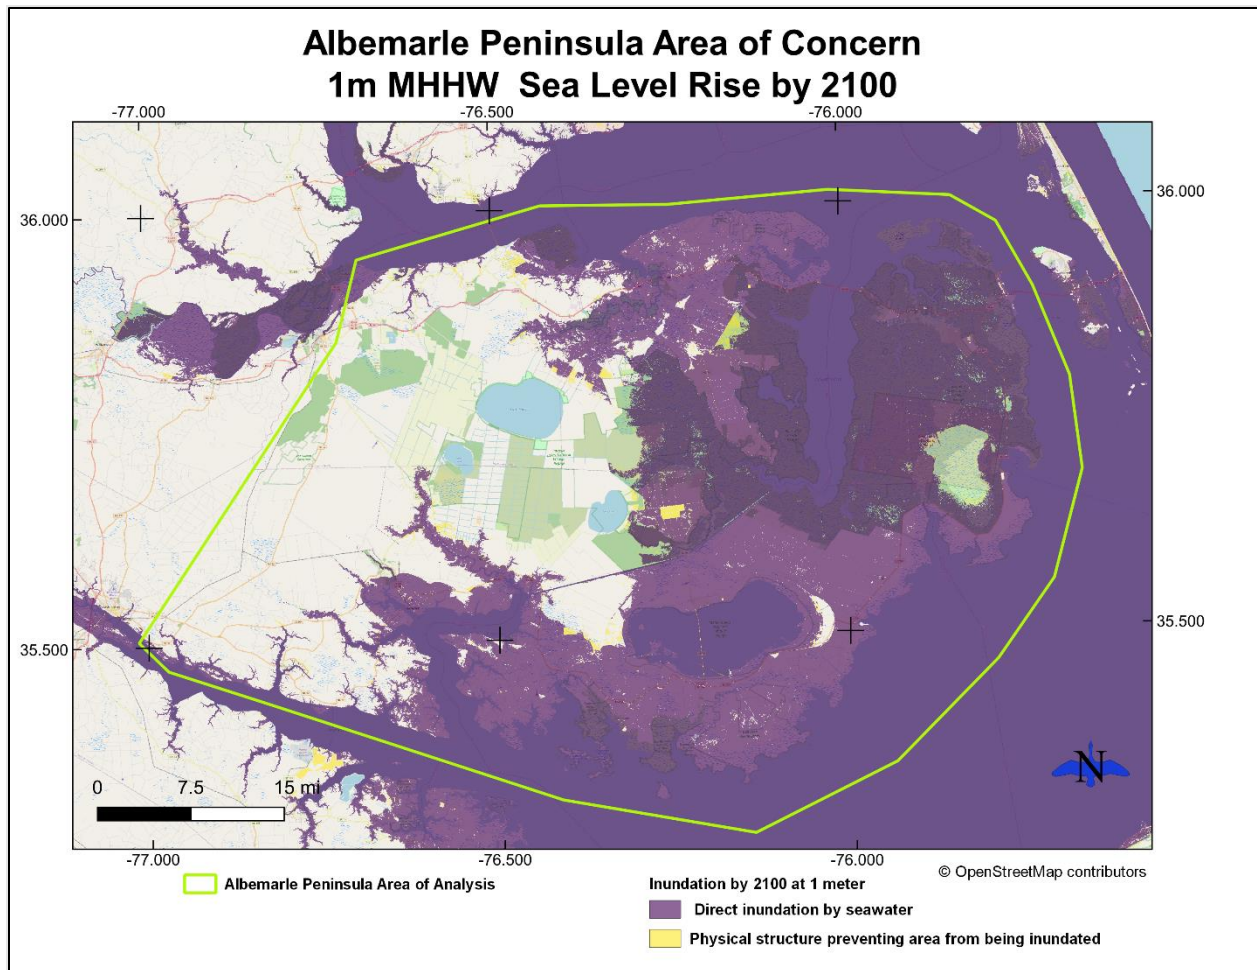 Albemarle Peninsula Area of Concern
1m MHHW Sea Level Rise by 2100
-77.000
-76.500
-76.000
36.000
36.000
35.500
35.500
N
0
7.5
15 mi
-77.000
-76.500
-76.000
© OpenStreetMap contributors
Albemarle Peninsula Area of Analysis
Inundation by 2100 at 1 meter
Direct inundation by seawater
Physical structure preventing area from being inundated